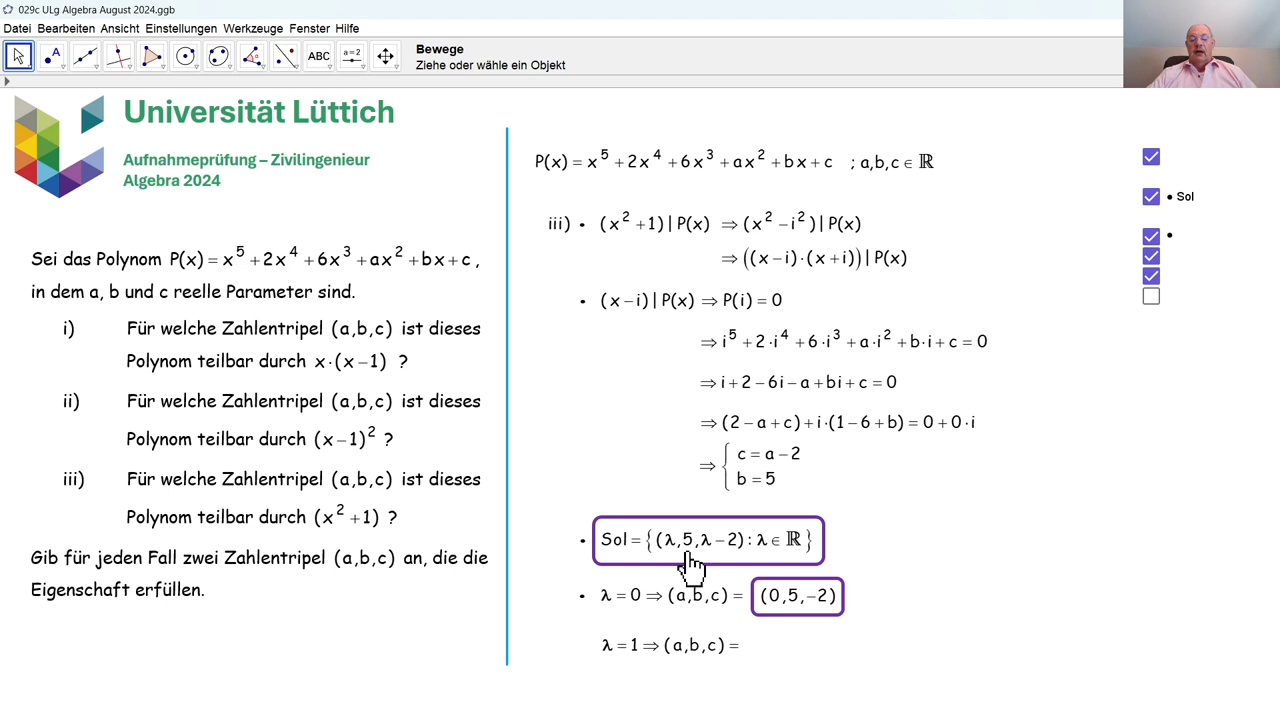 029c ULg Algebra August 2024.ggb
Datei Bearbeiten Ansicht Einstellungen Werkzeuge Fenster Hilfe
A ABC a=2 Bewege
Ziehe oder wähle ein Objekt
Universität Lüttich
Aufnahmeprüfung – Zivilingenieur
Algebra 2024
Sei das Polynom P(x) = x⁵ + 2x⁴ + 6x³ + ax² + bx + c ,
in dem a, b und c reelle Parameter sind.
i) Für welche Zahlentripel (a,b,c) ist dieses
Polynom teilbar durch x·(x−1) ?
ii) Für welche Zahlentripel (a,b,c) ist dieses
Polynom teilbar durch (x−1)² ?
iii) Für welche Zahlentripel (a,b,c) ist dieses
Polynom teilbar durch (x²+1) ?
Gib für jeden Fall zwei Zahlentripel (a,b,c) an, die die
Eigenschaft erfüllen.
P(x) = x⁵ + 2x⁴ + 6x³ + ax² + bx + c ; a,b,c ∈ ℝ
iii) • (x²+1) | P(x) ⇒ (x²−i²) | P(x)
⇒ ((x−i)·(x+i)) | P(x)
• (x−i) | P(x) ⇒ P(i) = 0
⇒ i⁵ + 2·i⁴ + 6·i³ + a·i² + b·i + c = 0
⇒ i + 2 − 6i − a + bi + c = 0
⇒ (2 − a + c) + i·(1 − 6 + b) = 0 + 0·i
⇒ { c = a − 2
b = 5
• Sol = {(λ,5,λ−2) : λ ∈ ℝ}
• λ = 0 ⇒ (a,b,c) = (0,5,−2)
λ = 1 ⇒ (a,b,c) =
• Sol
•